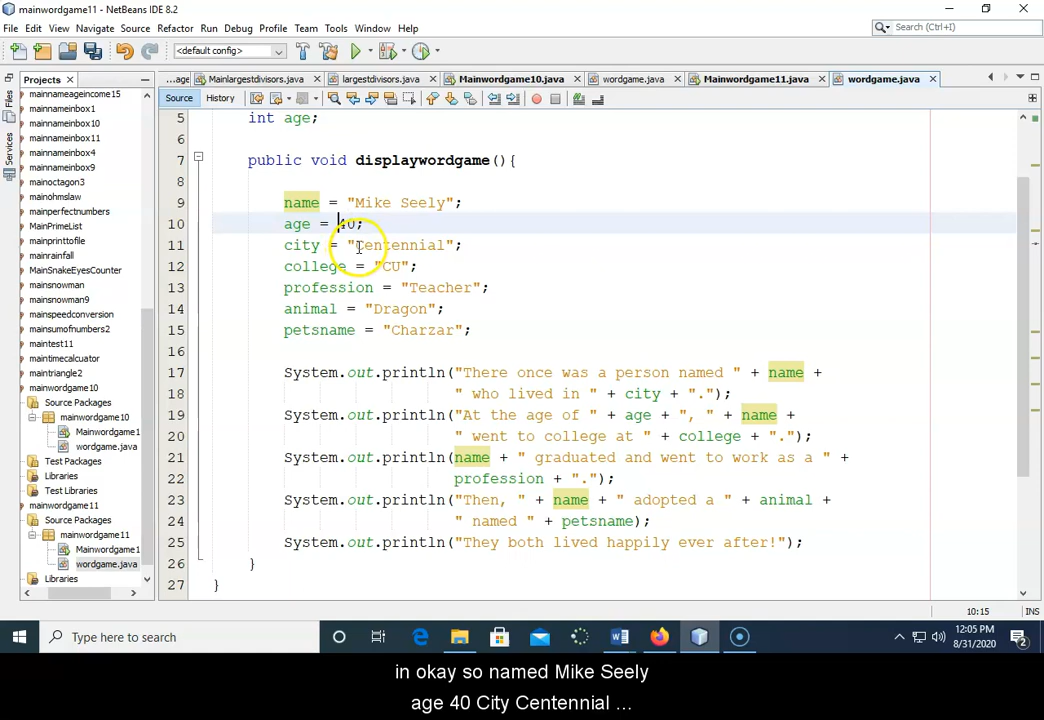 mainwordgame11 - NetBeans IDE 8.2
File Edit View Navigate Source Refactor Run Debug Profile Team Tools Window Help
Search (Ctrl+I)
<default config>
Projects
...age
Mainlargestdivisors.java
largestdivisors.java
Mainwordgame10.java
wordgame.java
Mainwordgame11.java
wordgame.java
Files
Services
Source History
mainnameageincome15
mainnameinbox1
mainnameinbox10
mainnameinbox11
mainnameinbox4
mainnameinbox9
mainoctagon3
mainohmslaw
mainperfectnumbers
MainPrimeList
mainprinttofile
mainrainfall
MainSnakeEyesCounter
mainsnowman
mainsnowman9
mainspeedconversion
mainsumofnumbers2
maintest11
maintimecalcuator
maintriangle2
mainwordgame10
Source Packages
mainwordgame10
Mainwordgame1
wordgame.java
Test Packages
Libraries
Test Libraries
mainwordgame11
Source Packages
mainwordgame11
Mainwordgame1
wordgame.java
Libraries
5 int age;
6
7 public void displaywordgame(){
8
9 name = "Mike Seely";
10 age = 40;
11 city = "Centennial";
12 college = "CU";
13 profession = "Teacher";
14 animal = "Dragon";
15 petsname = "Charzar";
16
17 System.out.println("There once was a person named " + name +
18 " who lived in " + city + ".");
19 System.out.println("At the age of " + age + ", " + name +
20 " went to college at " + college + ".");
21 System.out.println(name + " graduated and went to work as a " +
22 profession + ".");
23 System.out.println("Then, " + name + " adopted a " + animal +
24 " named " + petsname);
25 System.out.println("They both lived happily ever after!");
26 }
27 }
10:15 INS
Type here to search
12:05 PM
8/31/2020
2
in okay so named Mike Seely
age 40 City Centennial ...